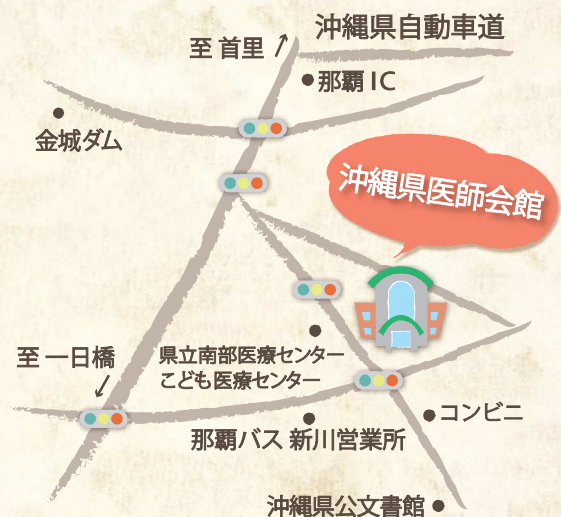 沖縄県自動車道
至 首里
那覇IC
金城ダム
沖縄県医師会館
至 一日橋
県立南部医療センター
こども医療センター
コンビニ
那覇バス 新川営業所
沖縄県公文書館